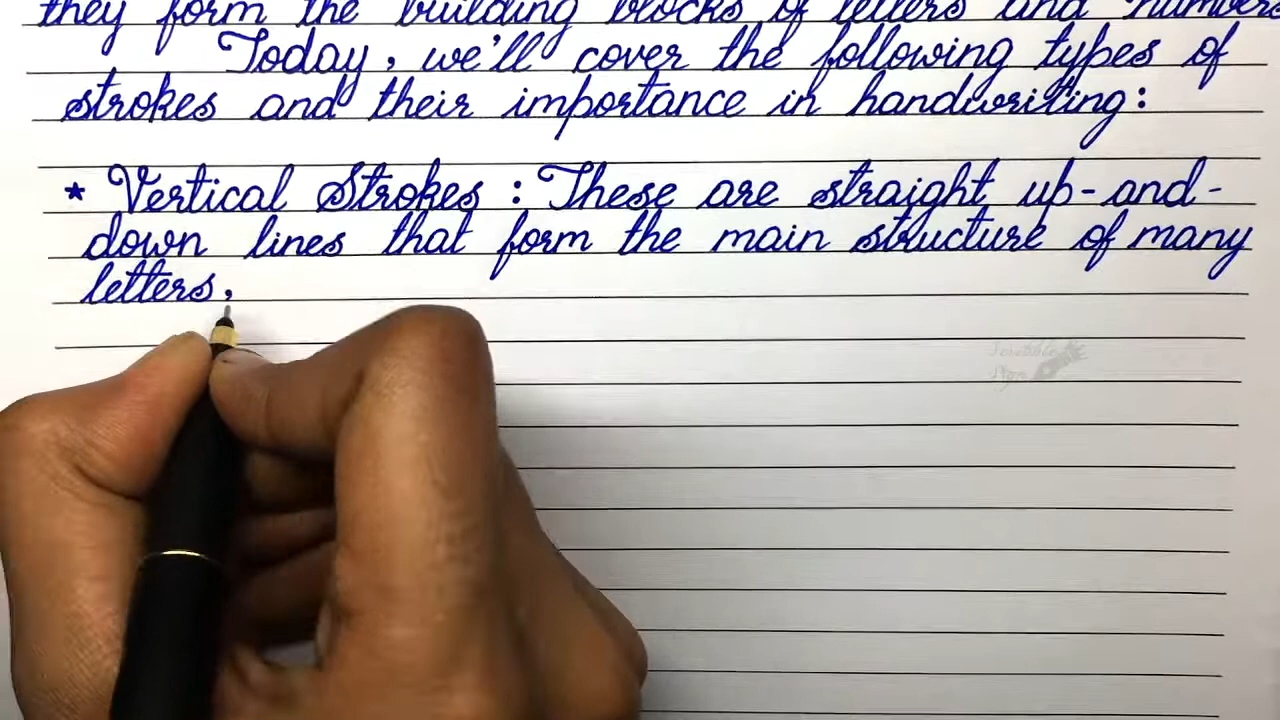 they form the building blocks of letters and numbers
Today, we'll cover the following types of
strokes and their importance in handwriting:
* Vertical Strokes : These are straight up-and-
down lines that form the main structure of many
letters,
Scribble